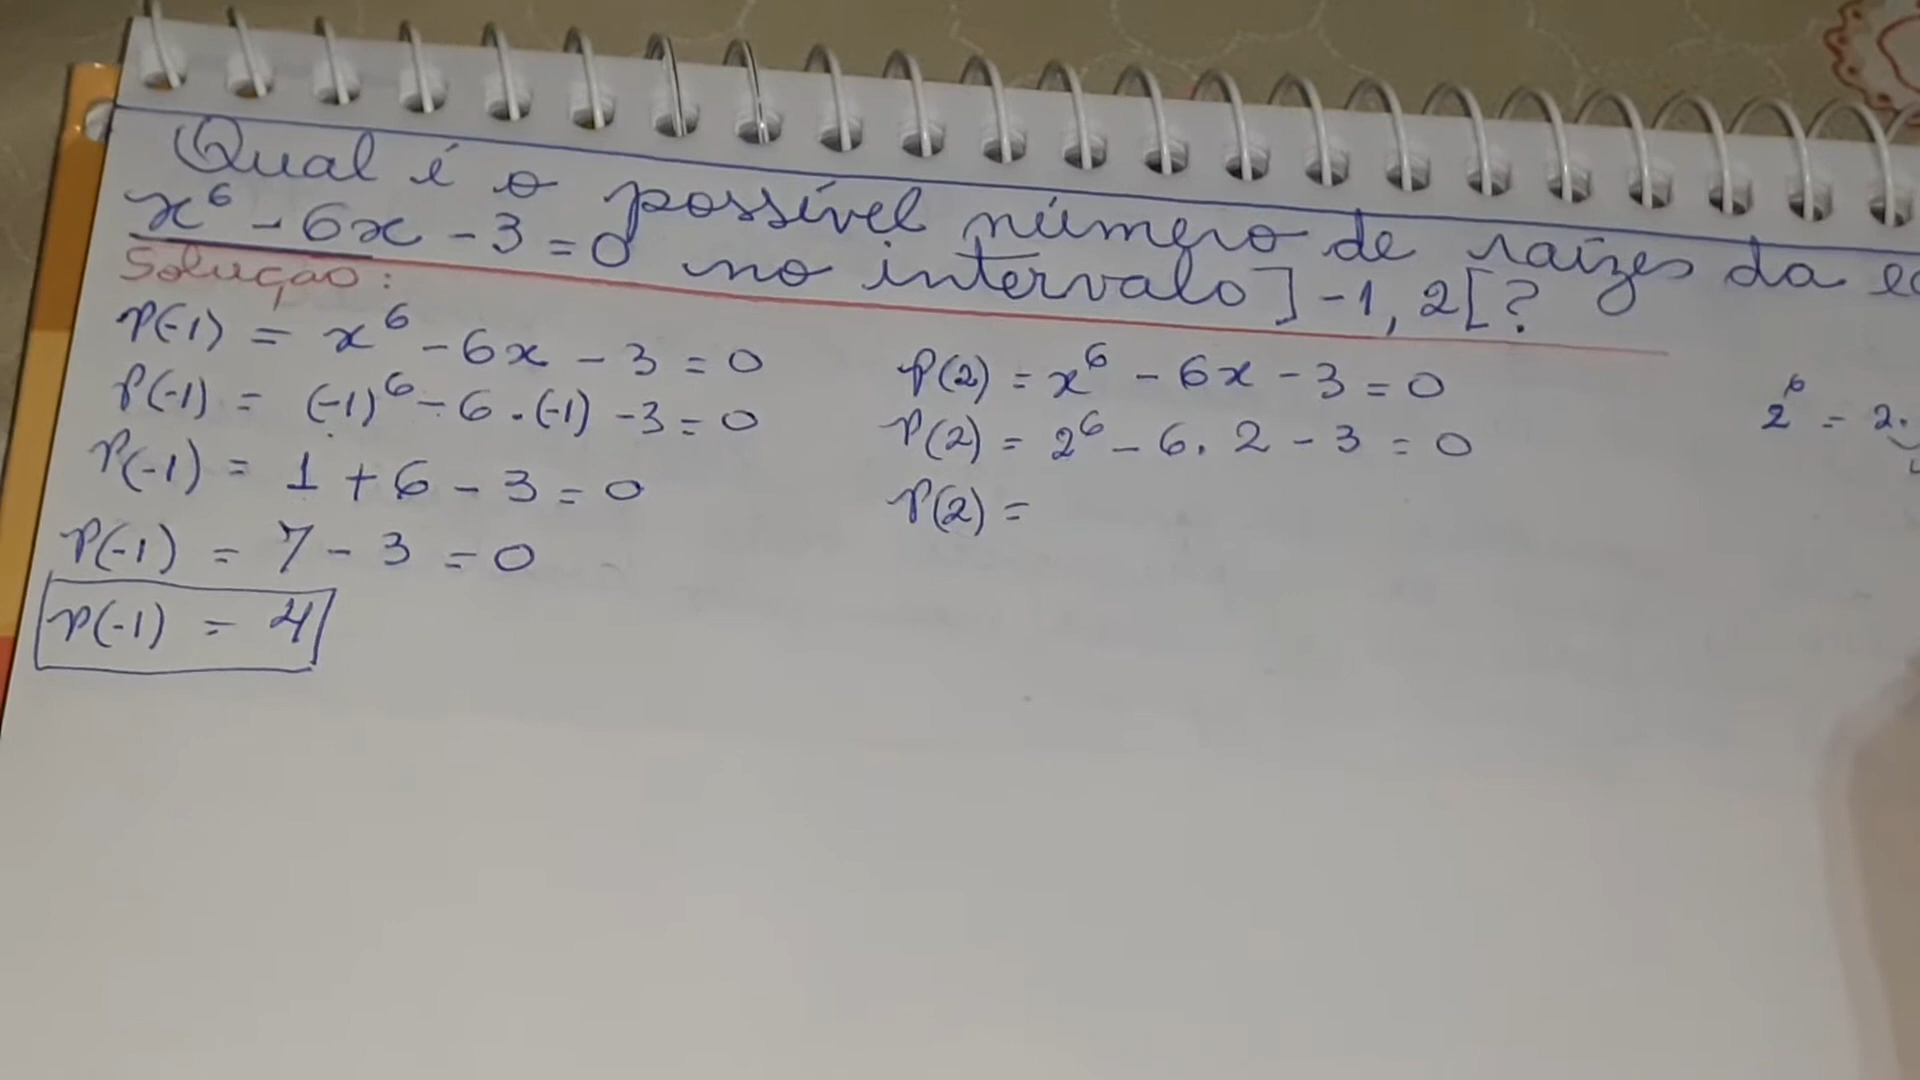 Qual é o possível número de raízes da
x⁶ - 6x - 3 = 0 no intervalo ] -1, 2[ ?
Solução:
P(-1) = x⁶ - 6x - 3 = 0
P(-1) = (-1)⁶ - 6 . (-1) - 3 = 0
P(-1) = 1 + 6 - 3 = 0
P(-1) = 7 - 3 = 0
P(-1) = 4
P(2) = x⁶ - 6x - 3 = 0
P(2) = 2⁶ - 6 . 2 - 3 = 0
P(2) =
2⁶ = 2.